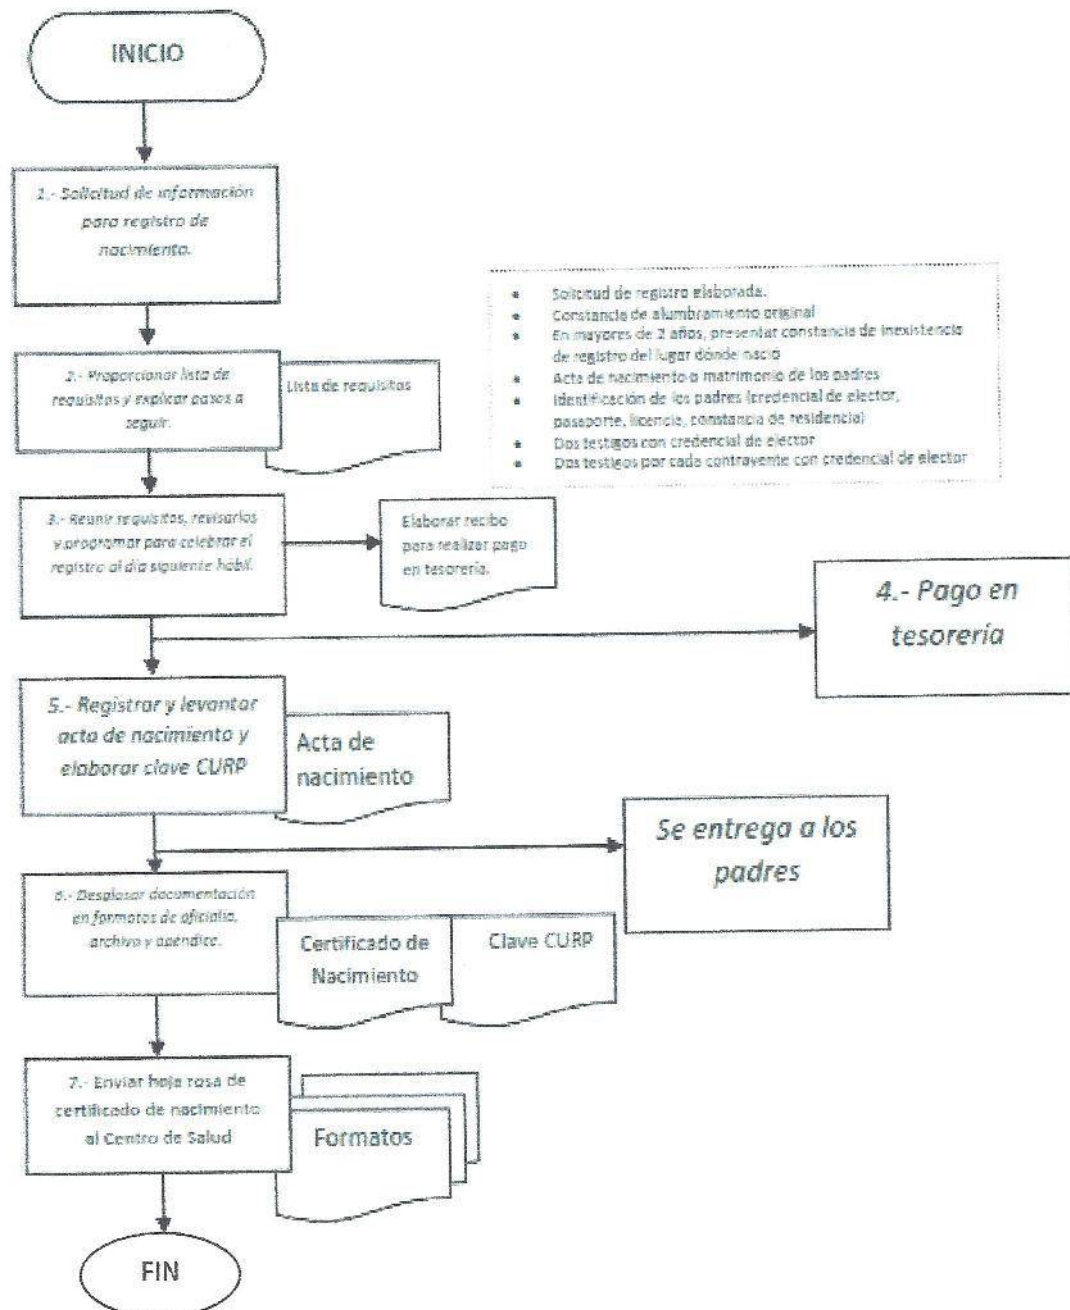 INICIO
1.- Solicitud de información
para registro de
nacimiento.
Solicitud de registro elaborada.
Constancia de alumbramiento original
En mayores de 2 años, presentar constancia de inexistencia
de registro del lugar dónde nació
Acta de nacimiento o matrimonio de los padres
Identificación de los padres (credencial de elector,
pasaporte, licencia, constancia de residencia)
Dos testigos con credencial de elector
Dos testigos por cada contrayente con credencial de elector
2.- Proporcionar lista de
requisitos y explicar pasos a
seguir.
Lista de requisitos
3.- Reunir requisitos, revisarlos
y programar para celebrar el
registro al día siguiente hábil.
Elaborar recibo
para realizar pago
en tesorería.
4.- Pago en
tesorería
5.- Registrar y levantar
acta de nacimiento y
elaborar clave CURP
Acta de
nacimiento
Se entrega a los
padres
6.- Desglosar documentación
en formatos de oficialía,
archivo y apéndice.
Certificado de
Nacimiento
Clave CURP
7.- Enviar hoja rosa de
certificado de nacimiento
al Centro de Salud
Formatos
FIN